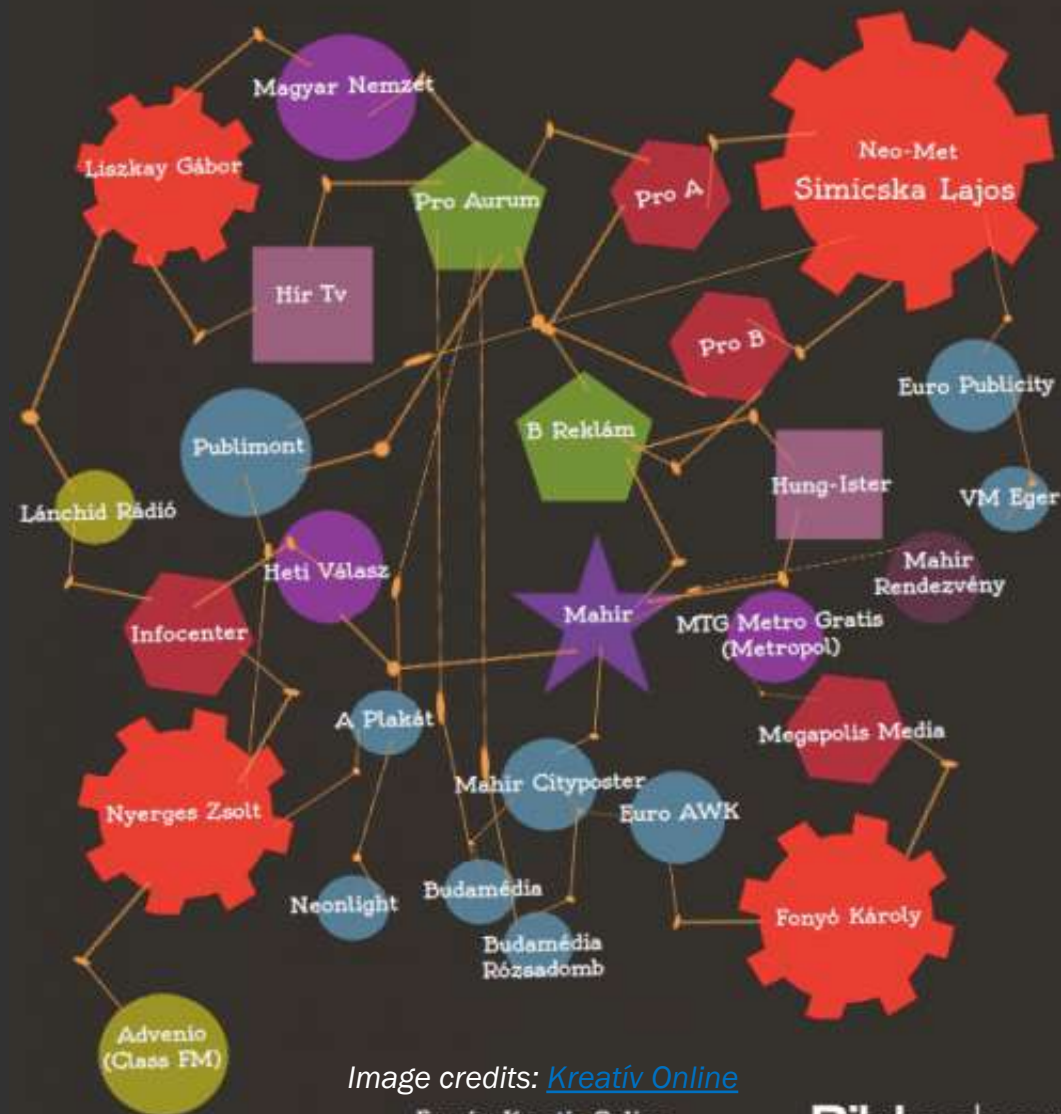 Magyar Nemzet
Liszkay Gábor
Neo-Met
Simicska Lajos
Pro Aurum
Pro A
Hír Tv
Pro B
Euro Publicity
B Reklám
Publimont
Hung-Ister
VM Eger
Lánchíd Rádió
Heti Válasz
Mahir
Rendezvény
Mahir
MTG Metro Gratis
(Metropol)
Infocenter
A Plakát
Megapolis Media
Mahir Cityposter
Euro AWK
Nyerges Zsolt
Neonlight
Budamédia
Fonyó Károly
Budamédia
Rózsadomb
Advenio
(Class FM)
Image credits: Kreatív Online